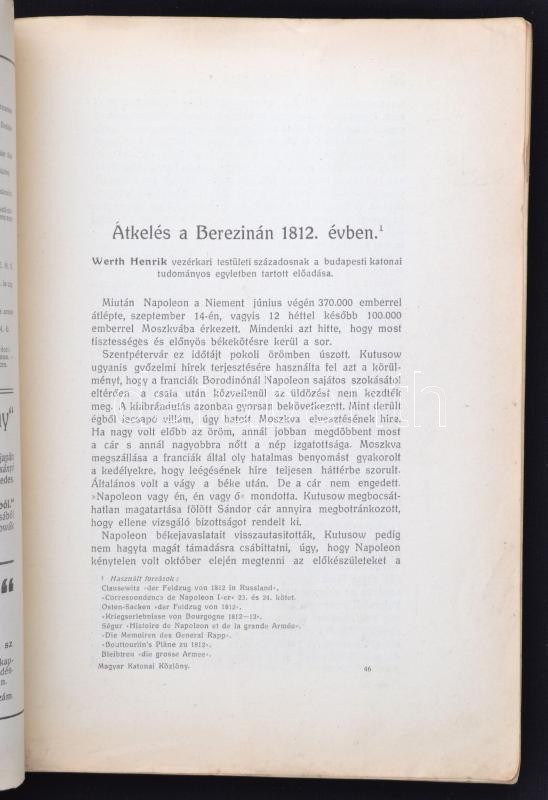 Átkelés a Berezinán 1812. évben.¹
Werth Henrik vezérkari testületi századosnak a budapesti katonai
tudományos egyletben tartott előadása.
Miután Napoleon a Niement június végén 370.000 emberrel
átlépte, szeptember 14-én, vagyis 12 héttel később 100.000
emberrel Moszkvába érkezett. Mindenki azt hitte, hogy most
tisztességes és előnyös békekötésre kerül a sor.
Szentpétervár ez időtájt pokoli örömben úszott. Kutusow
ugyanis győzelmi hírek terjesztésére használta fel azt a körül-
ményt, hogy a franciák Borodinónál Napoleon sajátos szokásától
eltérően a csata után közvetlenül az üldözést nem kezdték
meg. A kiábrándulás azonban gyorsan bekövetkezett. Mint derült
égből lecsapó villám, úgy hatott Moszkva elvesztésének híre.
Ha nagy volt előbb az öröm, annál jobban megdöbbent most
a cár s annál nagyobbra nőtt a nép izgatottsága. Moszkva
megszállása a franciák által oly hatalmas benyomást gyakorolt
a kedélyekre, hogy leégésének híre teljesen háttérbe szorult.
Általános volt a vágy a béke után. De a cár nem engedett.
»Napoleon vagy én, én vagy ő« mondotta. Kutusow megbocsát-
hatlan magatartása fölött Sándor cár annyira megbotránkozott,
hogy ellene vizsgáló bizottságot rendelt ki.
Napoleon békejavaslatait visszautasították, Kutusow pedig
nem hagyta magát támadásra csábíttatni, úgy, hogy Napoleon
kénytelen volt október elején megtenni az előkészületeket a
¹ Használt források:
Clausewitz »der Feldzug von 1812 in Russland«.
»Correspondence de Napoleon I-er« 23. és 24. kötet.
Osten-Sacken »der Feldzug von 1812«.
»Kriegserlebnisse von Bourgogne 1812—13«.
Ségur »Histoire de Napoleon et de la grande Armée«.
»Die Memoiren des General Rapp«.
»Bouttourlin's Pläne zu 1812«.
Bleibtreu »die grosse Armee«.
Magyar Katonai Közlöny. 46